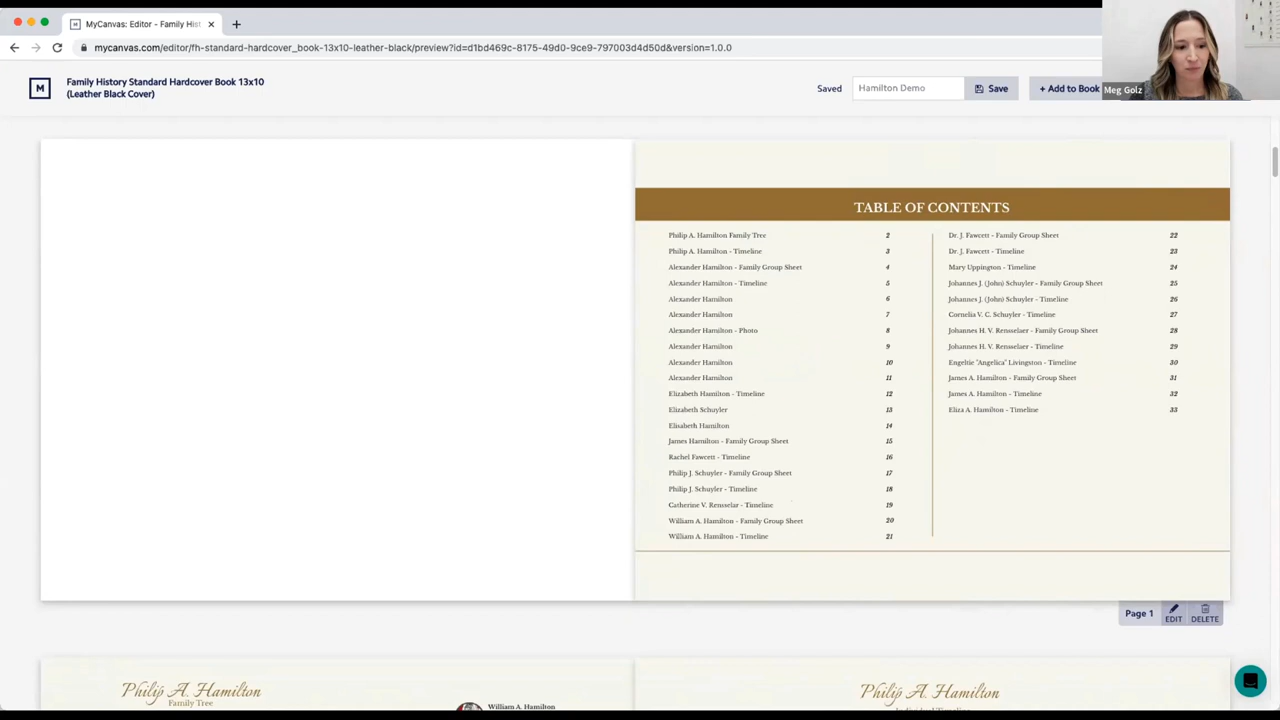 MyCanvas: Editor - Family Hist
mycanvas.com/editor/fh-standard-hardcover_book-13x10-leather-black/preview?id=d1bd469c-8175-49d0-9ce9-797003d4d50d&version=1.0.0
M
Family History Standard Hardcover Book 13x10
(Leather Black Cover)
Saved
Hamilton Demo
Save
+ Add to Book
Meg Golz
TABLE OF CONTENTS
Philip A. Hamilton Family Tree 2
Philip A. Hamilton - Timeline 3
Alexander Hamilton - Family Group Sheet 4
Alexander Hamilton - Timeline 5
Alexander Hamilton 6
Alexander Hamilton 7
Alexander Hamilton - Photo 8
Alexander Hamilton 9
Alexander Hamilton 10
Alexander Hamilton 11
Elizabeth Hamilton - Timeline 12
Elizabeth Schuyler 13
Elisabeth Hamilton 14
James Hamilton - Family Group Sheet 15
Rachel Fawcett - Timeline 16
Philip J. Schuyler - Family Group Sheet 17
Philip J. Schuyler - Timeline 18
Catherine V. Rensselar - Timeline 19
William A. Hamilton - Family Group Sheet 20
William A. Hamilton - Timeline 21
Dr. J. Fawcett - Family Group Sheet 22
Dr. J. Fawcett - Timeline 23
Mary Uppington - Timeline 24
Johannes J. (John) Schuyler - Family Group Sheet 25
Johannes J. (John) Schuyler - Timeline 26
Cornelia V. C. Schuyler - Timeline 27
Johannes H. V. Rensselaer - Family Group Sheet 28
Johannes H. V. Rensselaer - Timeline 29
Engeltie "Angelica" Livingston - Timeline 30
James A. Hamilton - Family Group Sheet 31
James A. Hamilton - Timeline 32
Eliza A. Hamilton - Timeline 33
Page 1
EDIT
DELETE
Philip A. Hamilton
Family Tree
William A. Hamilton
Philip A. Hamilton
Individual Timeline